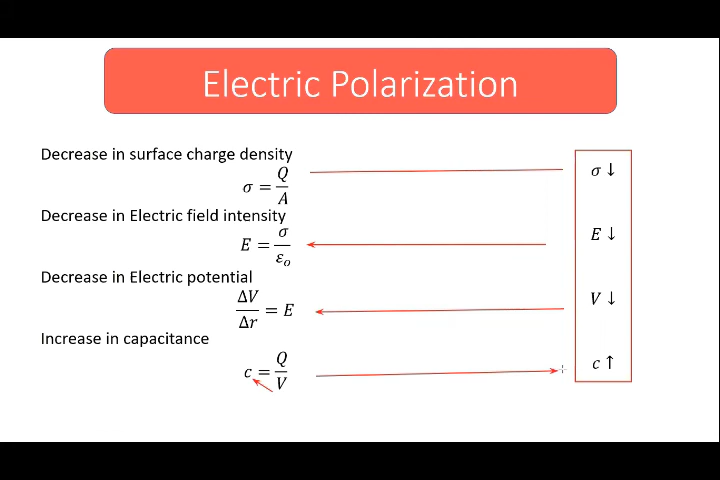 Electric Polarization
Decrease in surface charge density
σ = Q/A
σ ↓
Decrease in Electric field intensity
E = σ/εₒ
E ↓
Decrease in Electric potential
ΔV/Δr = E
V ↓
Increase in capacitance
c = Q/V
c ↑